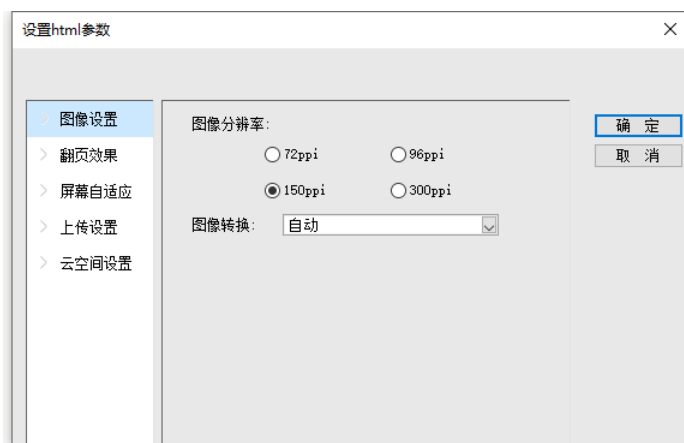 设置html参数
图像设置
翻页效果
屏幕自适应
上传设置
云空间设置
图像分辨率:
72ppi
96ppi
150ppi
300ppi
图像转换: 自动
确 定
取 消